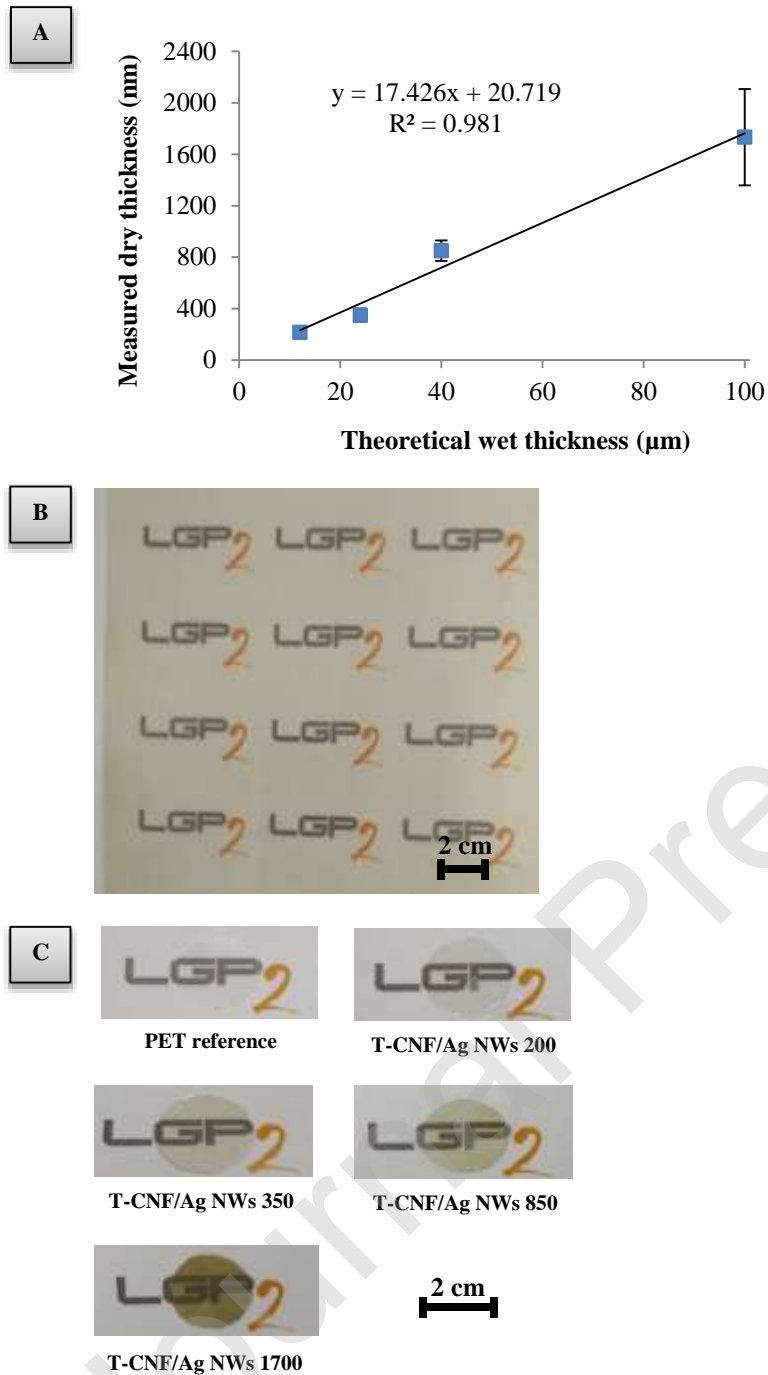 A
2400
2000
1600
1200
800
400
0
y = 17.426x + 20.719
R² = 0.981
Measured dry thickness (nm)
0 20 40 60 80 100
Theoretical wet thickness (µm)
B
LGP2 LGP2 LGP2
LGP2 LGP2 LGP2
LGP2 LGP2 LGP2
LGP2 LGP2 LGP2
2 cm
C
LGP2 LGP2
PET reference T-CNF/Ag NWs 200
LGP2 LGP2
T-CNF/Ag NWs 350 T-CNF/Ag NWs 850
LGP2
2 cm
T-CNF/Ag NWs 1700
Journal Pre